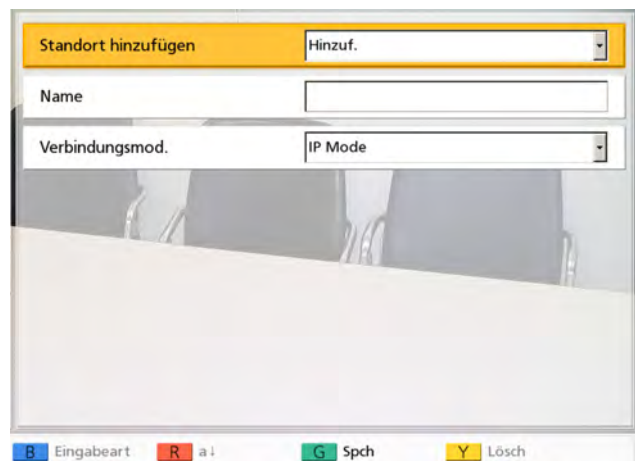 Standort hinzufügen Hinzuf.
Name
Verbindungsmod. IP Mode
B Eingabeart R a↓ G Spch Y Lösch